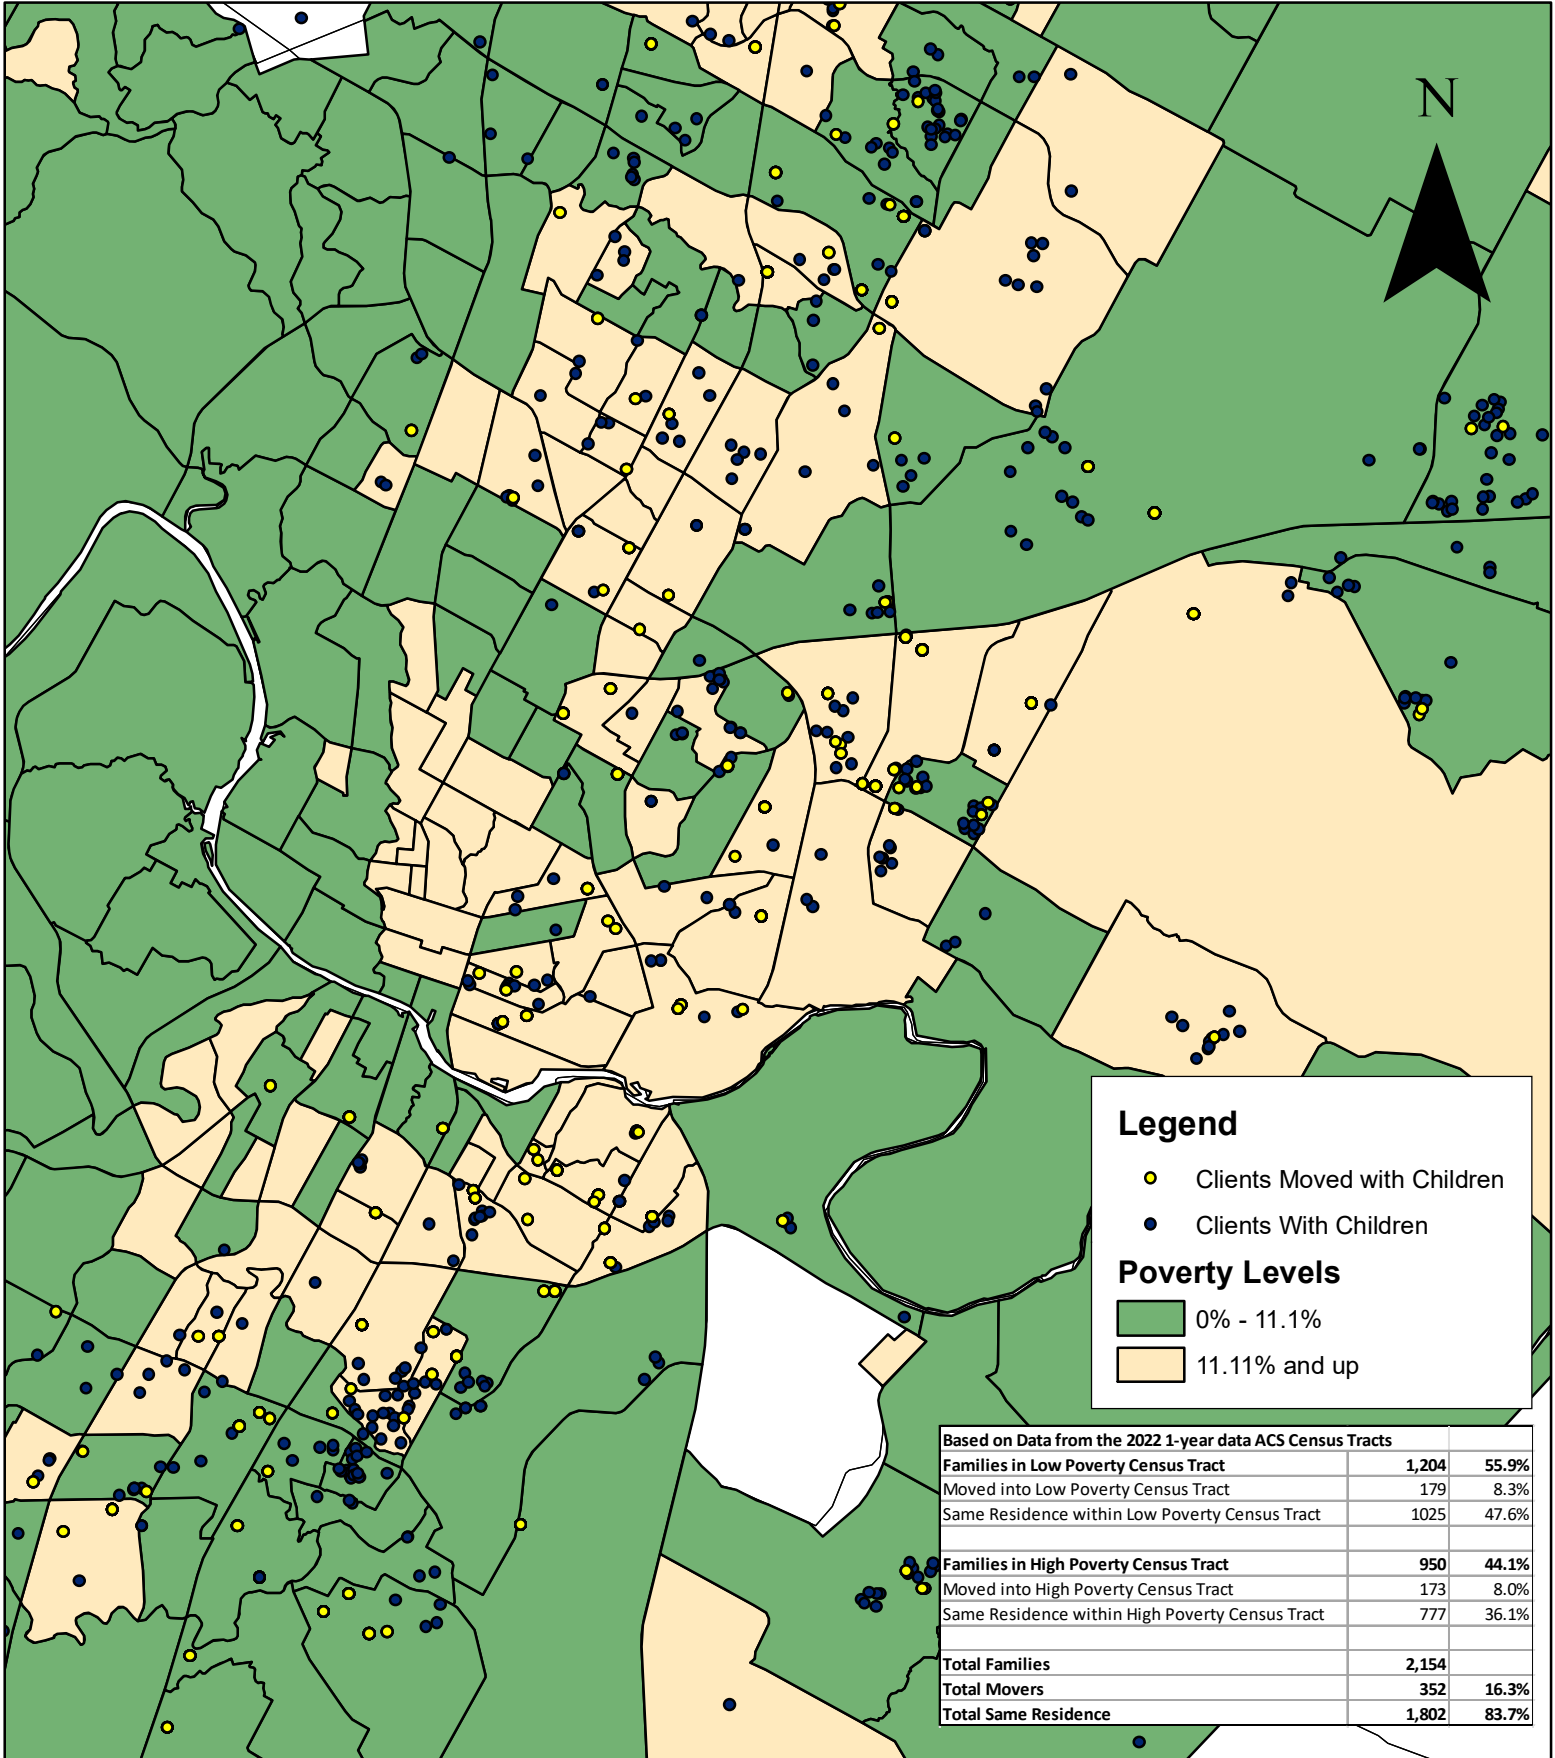 N
Legend
Clients Moved with Children
Clients With Children
Poverty Levels
0% - 11.1%
11.11% and up
Based on Data from the 2022 1-year data ACS Census Tracts
Families in Low Poverty Census Tract 1,204 55.9%
Moved into Low Poverty Census Tract 179 8.3%
Same Residence within Low Poverty Census Tract 1025 47.6%
Families in High Poverty Census Tract 950 44.1%
Moved into High Poverty Census Tract 173 8.0%
Same Residence within High Poverty Census Tract 777 36.1%
Total Families 2,154
Total Movers 352 16.3%
Total Same Residence 1,802 83.7%